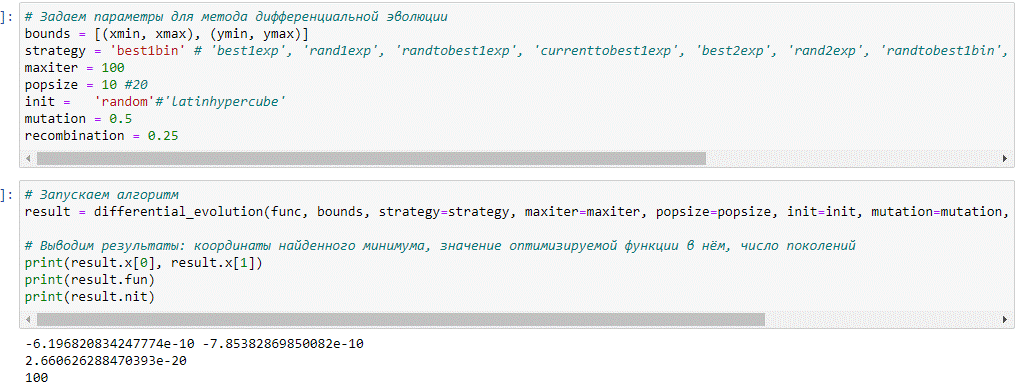 ]: # Задаем параметры для метода дифференциальной эволюции
bounds = [(xmin, xmax), (ymin, ymax)]
strategy = 'best1bin' # 'best1exp', 'rand1exp', 'randtobest1exp', 'currenttobest1exp', 'best2exp', 'rand2exp', 'randtobest1bin',
maxiter = 100
popsize = 10 #20
init =   'random'#'latinhypercube'
mutation = 0.5
recombination = 0.25
]: # Запускаем алгоритм
result = differential_evolution(func, bounds, strategy=strategy, maxiter=maxiter, popsize=popsize, init=init, mutation=mutation,
# Выводим результаты: координаты найденного минимума, значение оптимизируемой функции в нём, число поколений
print(result.x[0], result.x[1])
print(result.fun)
print(result.nit)
-6.196820834247774e-10 -7.85382869850082e-10
2.660626288470393e-20
100